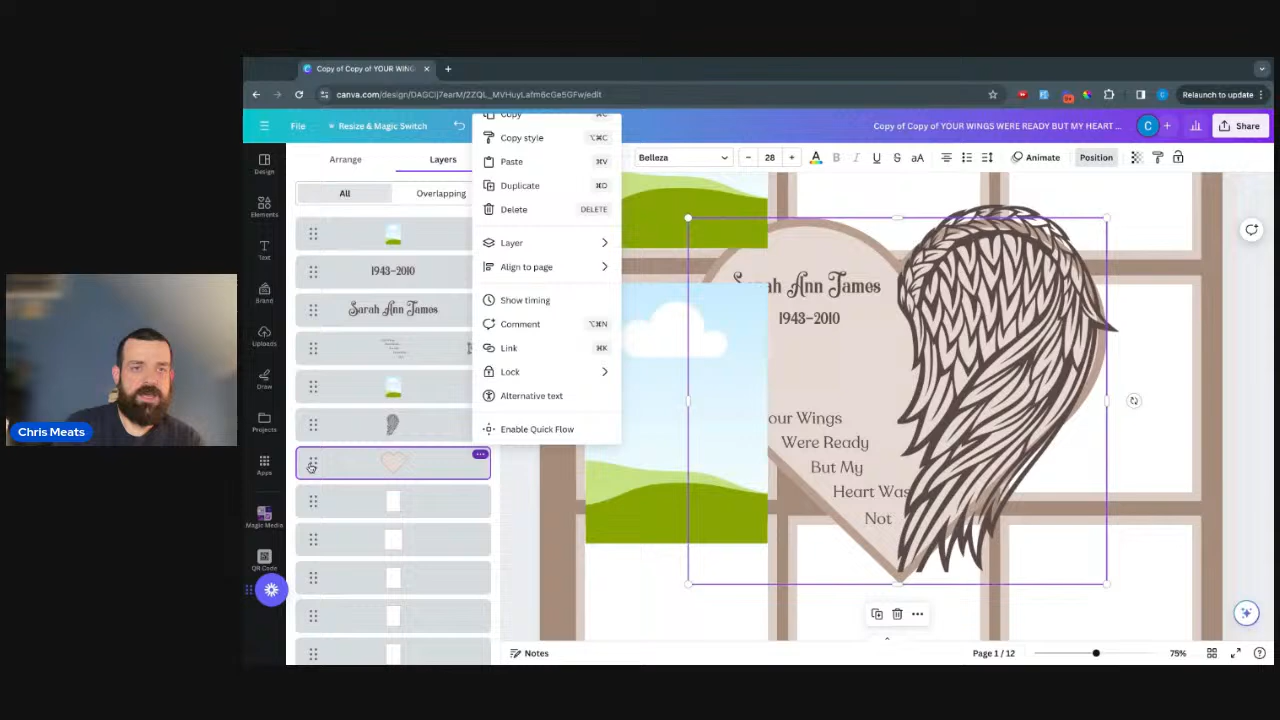 Copy of Copy of YOUR WING
canva.com/design/DAGCIj7earM/2ZQL_MVHuyLafm6cGe5GFw/edit
Relaunch to update
File
Resize & Magic Switch
Copy of Copy of YOUR WINGS WERE READY BUT MY HEART ...
C
Share
Design
Elements
Text
Brand
Uploads
Draw
Projects
Apps
Magic Media
QR Code
Arrange
Layers
All
Overlapping
1943-2010
Sarah Ann James
Copy ⌘C
Copy style ⌥⌘C
Paste ⌘V
Duplicate ⌘D
Delete DELETE
Layer
Align to page
Show timing
Comment ⌥⌘N
Link ⌘K
Lock
Alternative text
Enable Quick Flow
Belleza
28
B I U S aA
Animate
Position
Sarah Ann James
1943-2010
our Wings
Were Ready
But My
Heart Was
Not
Notes
Page 1 / 12
75%
Chris Meats